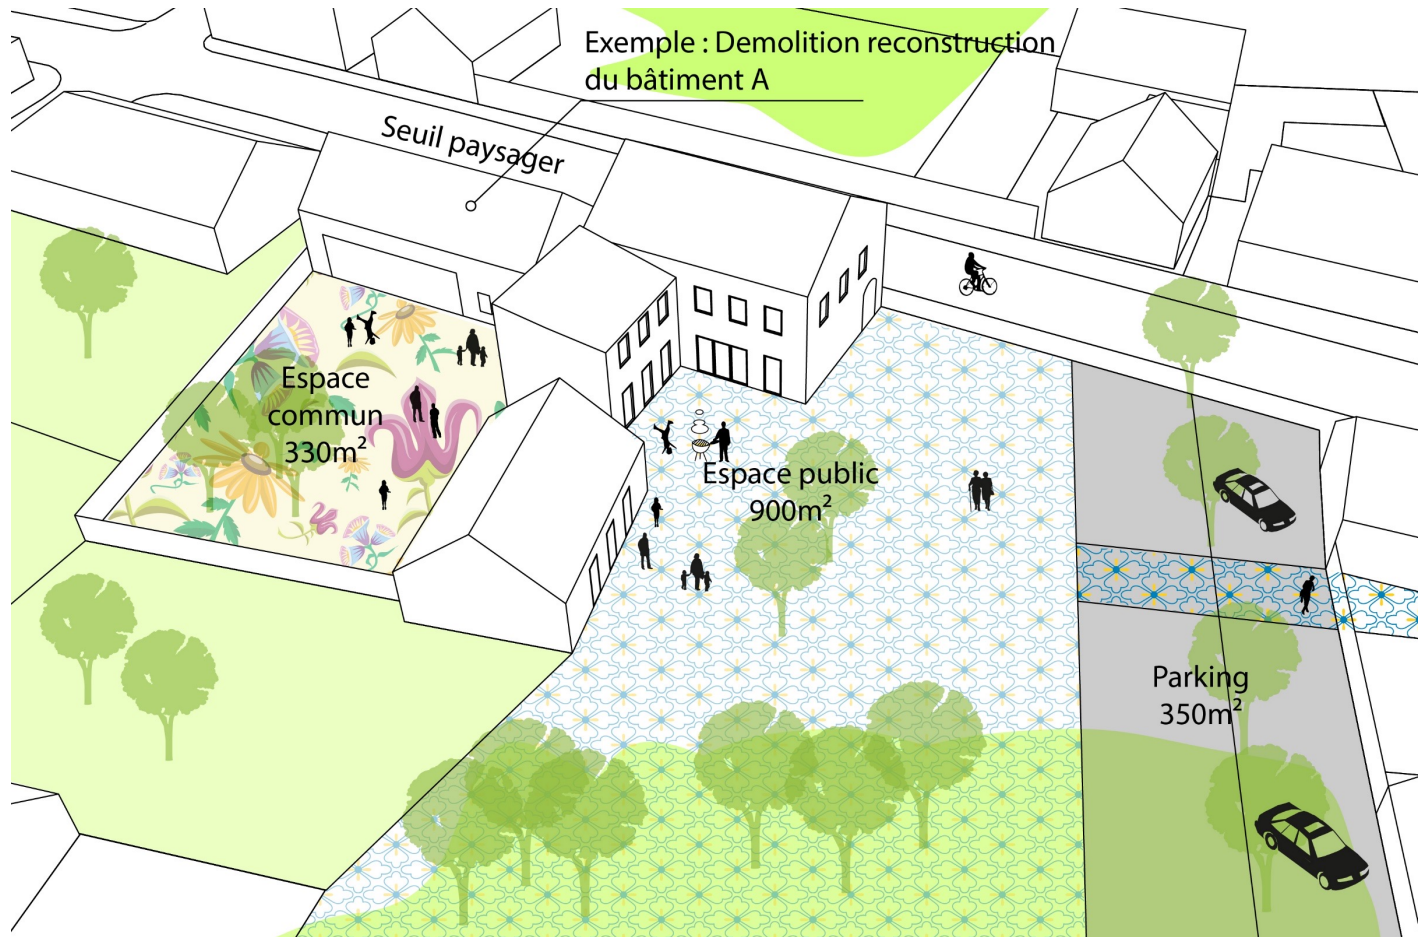 Exemple : Demolition reconstruction
du bâtiment A
Seuil paysager
Espace
commun
330m²
Espace public
900m²
Parking
350m²